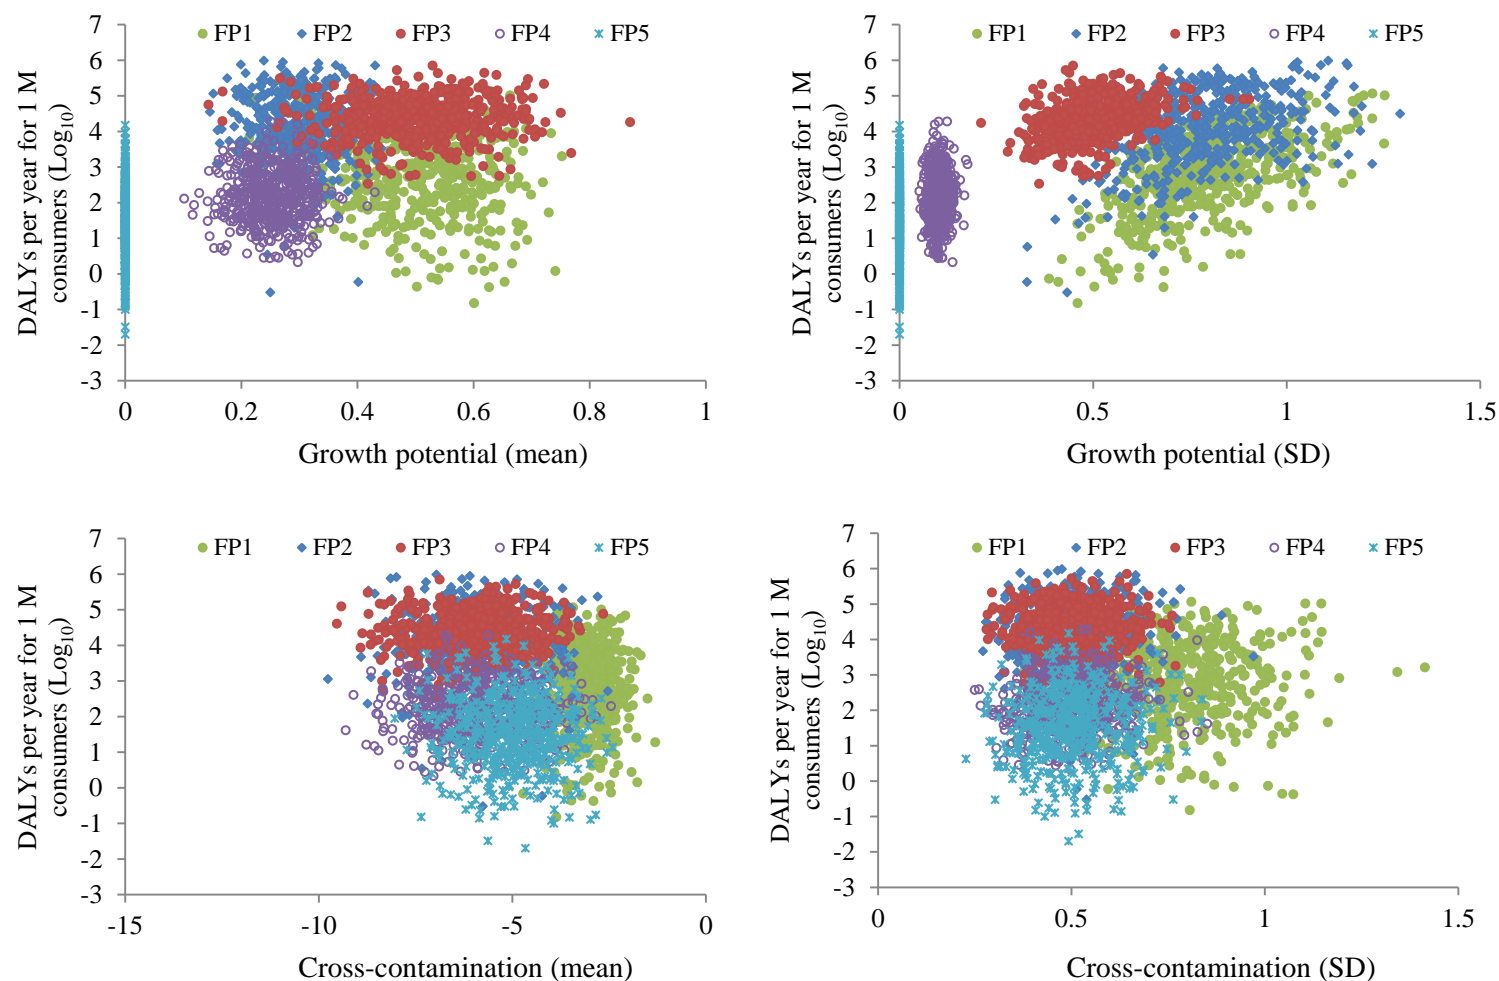 DALYs per year for 1 M
consumers (Log10)
7
6
5
4
3
2
1
0
-1
-2
-3
FP1 FP2 FP3 FP4 FP5
0 0.2 0.4 0.6 0.8 1
Growth potential (mean)
DALYs per year for 1 M
consumers (Log10)
7
6
5
4
3
2
1
0
-1
-2
-3
FP1 FP2 FP3 FP4 FP5
0 0.5 1 1.5
Growth potential (SD)
DALYs per year for 1 M
consumers (Log10)
7
6
5
4
3
2
1
0
-1
-2
-3
FP1 FP2 FP3 FP4 FP5
-15 -10 -5 0
Cross-contamination (mean)
DALYs per year for 1 M
consumers (Log10)
7
6
5
4
3
2
1
0
-1
-2
-3
FP1 FP2 FP3 FP4 FP5
0 0.5 1 1.5
Cross-contamination (SD)